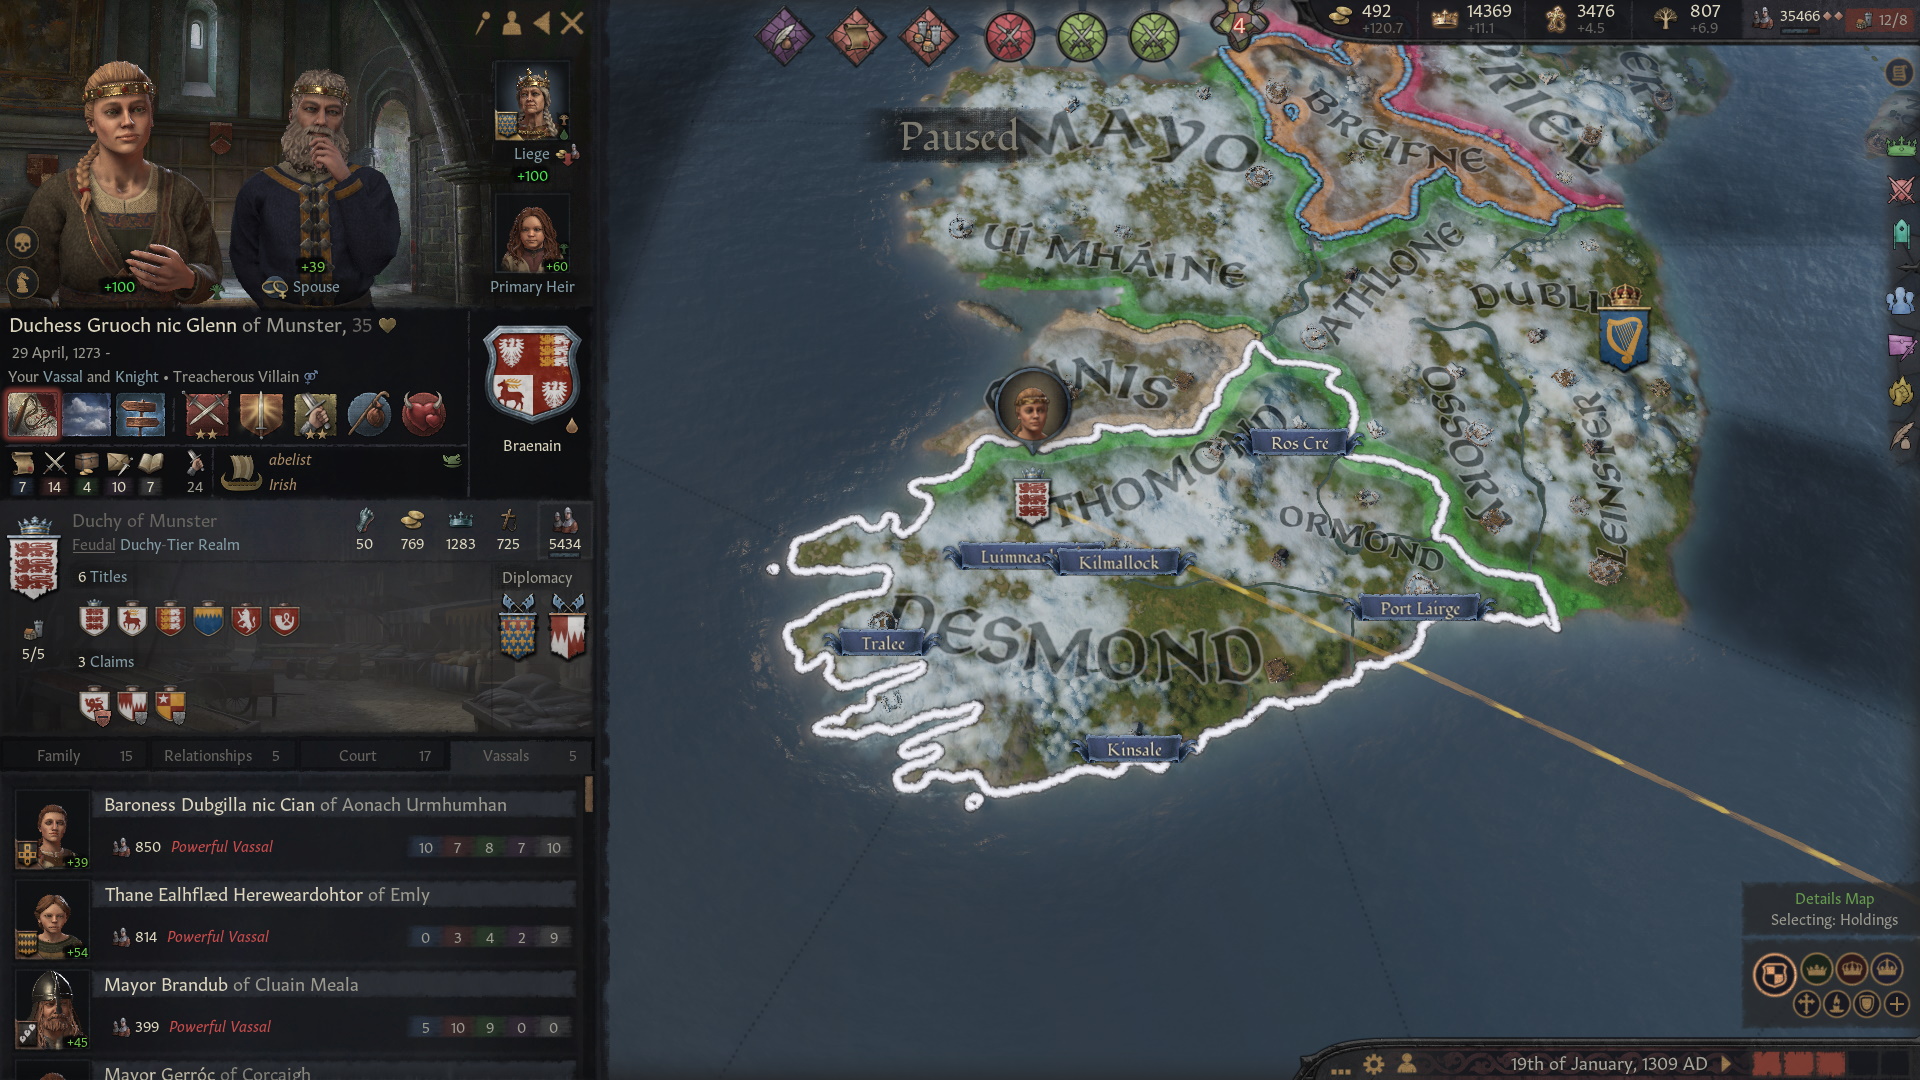 492
+120.7
14369
+11.1
3476
+4.5
807
+6.9
35466
12/8
4
Paused
MAYO
BREIFNE
ORIEL
UÍ MHÁINE
ATHLONE
DUBLIN
ENNIS
THOMOND
OSSORY
LEINSTER
ORMOND
DESMOND
Ros Cré
Luimneach
Kilmallock
Port Láirge
Tralee
Kinsale
Liege
+100
+60
Primary Heir
+100
+39
Spouse
Duchess Gruoch nic Glenn of Munster, 35
29 April, 1273 -
Your Vassal and Knight • Treacherous Villain
Braenain
7 14 4 10 7 24
abelist
Irish
Duchy of Munster
Feudal Duchy-Tier Realm
50 769 1283 725 5434
6 Titles
Diplomacy
5/5
3 Claims
Family 15
Relationships 5
Court 17
Vassals 5
Baroness Dubgilla nic Cian of Aonach Urmhumhan
850 Powerful Vassal 10 7 8 7 10
+39
Thane Ealhflæd Hereweardohtor of Emly
814 Powerful Vassal 0 3 4 2 9
+54
Mayor Brandub of Cluain Meala
399 Powerful Vassal 5 10 9 0 0
+45
Mayor Gerróc of Corcaigh
Details Map
Selecting: Holdings
19th of January, 1309 AD